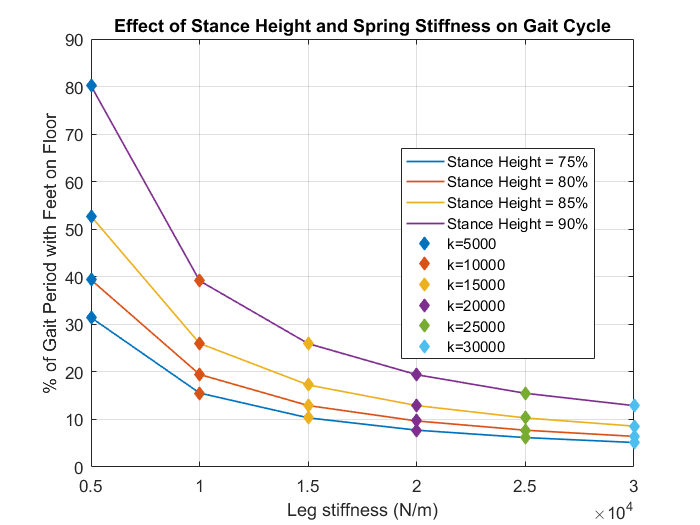 Effect of Stance Height and Spring Stiffness on Gait Cycle
% of Gait Period with Feet on Floor
90
80
70
60
50
40
30
20
10
0
Stance Height = 75%
Stance Height = 80%
Stance Height = 85%
Stance Height = 90%
k=5000
k=10000
k=15000
k=20000
k=25000
k=30000
0.5 1 1.5 2 2.5 3
Leg stiffness (N/m)
×10⁴